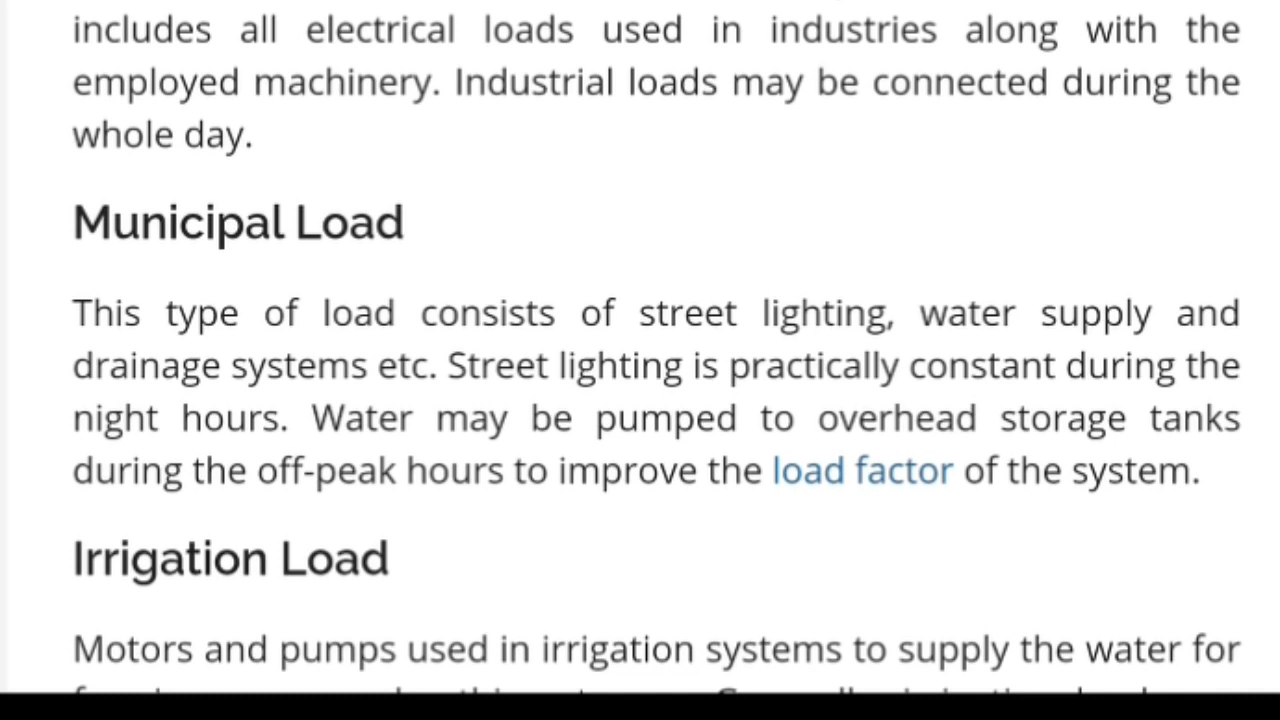 includes all electrical loads used in industries along with the
employed machinery. Industrial loads may be connected during the
whole day.
Municipal Load
This type of load consists of street lighting, water supply and
drainage systems etc. Street lighting is practically constant during the
night hours. Water may be pumped to overhead storage tanks
during the off-peak hours to improve the load factor of the system.
Irrigation Load
Motors and pumps used in irrigation systems to supply the water for